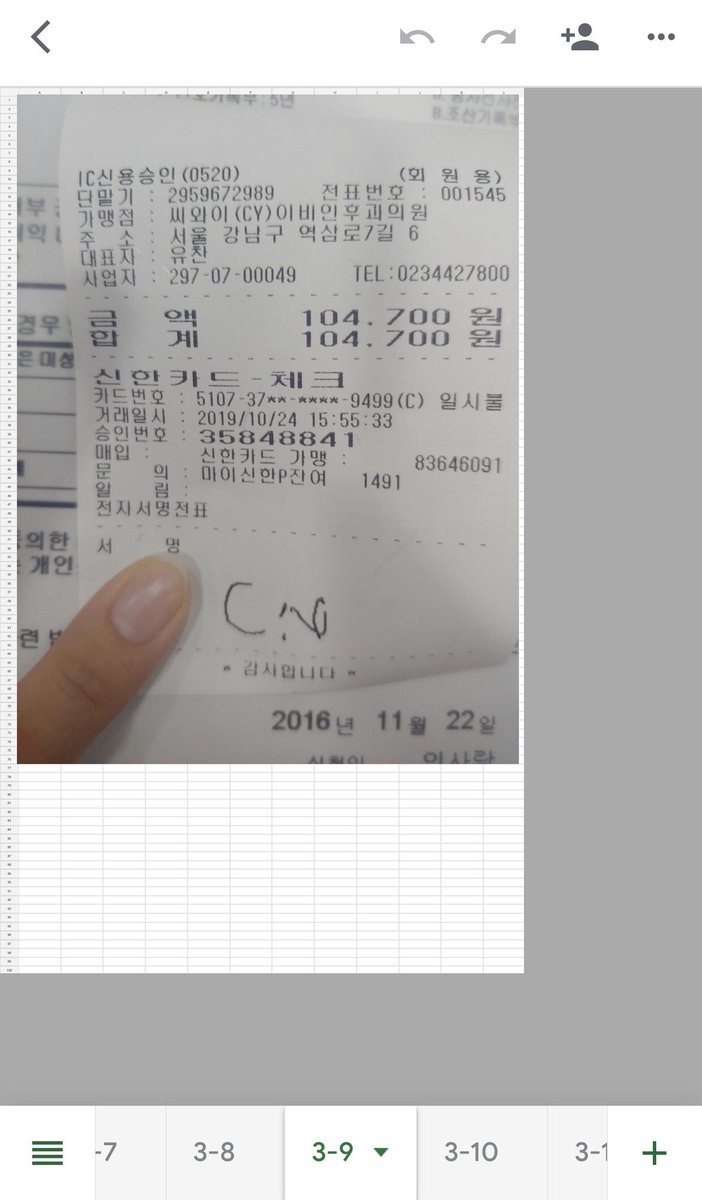 IC신용승인(0520) (회 원 용)
단말기 : 2959672989 전표번호 : 001545
가맹점 : 씨와이(CY)이비인후과의원
주 소 : 서울 강남구 역삼로7길 6
대표자 : 유찬
사업자 : 297-07-00049 TEL:0234427800
금 액 104,700 원
합 계 104,700 원
신한카드-체크
카드번호 : 5107-37**-****-9499(C) 일시불
거래일시 : 2019/10/24 15:55:33
승인번호 : 35848841
매입 : 신한카드 가맹 : 83646091
문 의 : 마이신한P잔여 1491
알 림 :
전자서명전표
서 명
* 감사합니다 *
2016년 11월 22일
-7 3-8 3-9 3-10 3-1